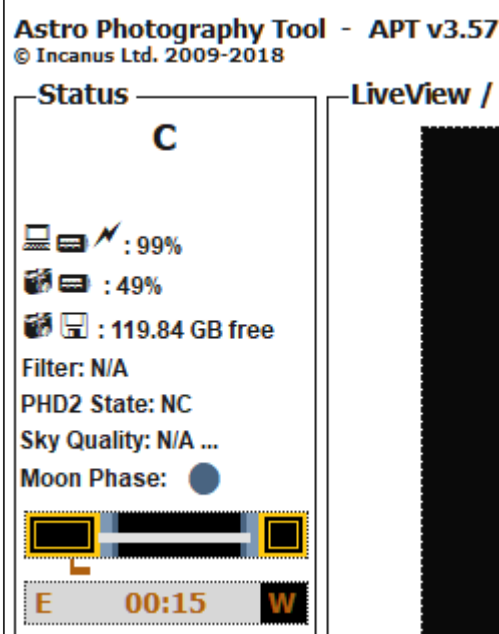 Astro Photography Tool - APT v3.57
© Incanus Ltd. 2009-2018
Status
LiveView /
C
: 99%
: 49%
: 119.84 GB free
Filter: N/A
PHD2 State: NC
Sky Quality: N/A ...
Moon Phase:
E 00:15 W